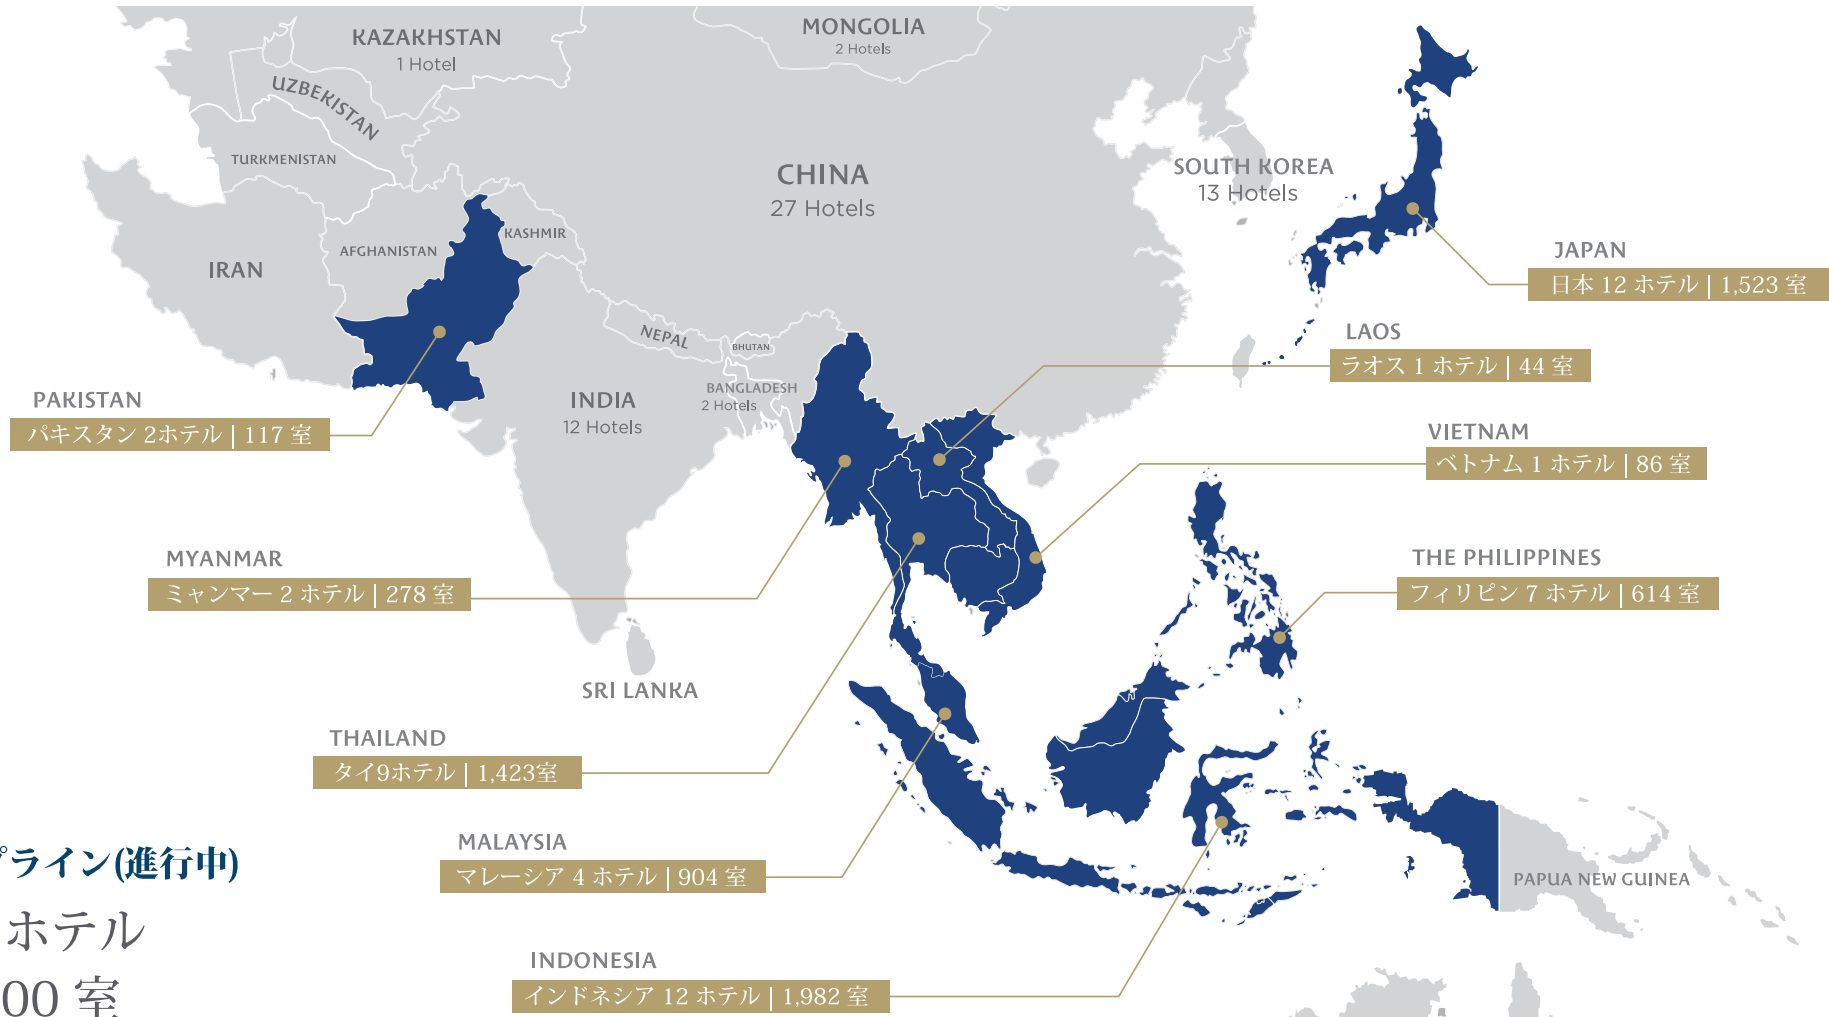 KAZAKHSTAN
1 Hotel
MONGOLIA
2 Hotels
UZBEKISTAN
TURKMENISTAN
CHINA
27 Hotels
SOUTH KOREA
13 Hotels
KASHMIR
AFGHANISTAN
IRAN
JAPAN
日本 12 ホテル | 1,523 室
LAOS
ラオス 1 ホテル | 44 室
NEPAL
BHUTAN
BANGLADESH
2 Hotels
INDIA
12 Hotels
PAKISTAN
パキスタン 2ホテル | 117 室
VIETNAM
ベトナム 1 ホテル | 86 室
MYANMAR
ミャンマー 2 ホテル | 278 室
THE PHILIPPINES
フィリピン 7 ホテル | 614 室
SRI LANKA
THAILAND
タイ9ホテル | 1,423室
MALAYSIA
マレーシア 4 ホテル | 904 室
PAPUA NEW GUINEA
INDONESIA
インドネシア 12 ホテル | 1,982 室
プライン(進行中)
ホテル
00 室